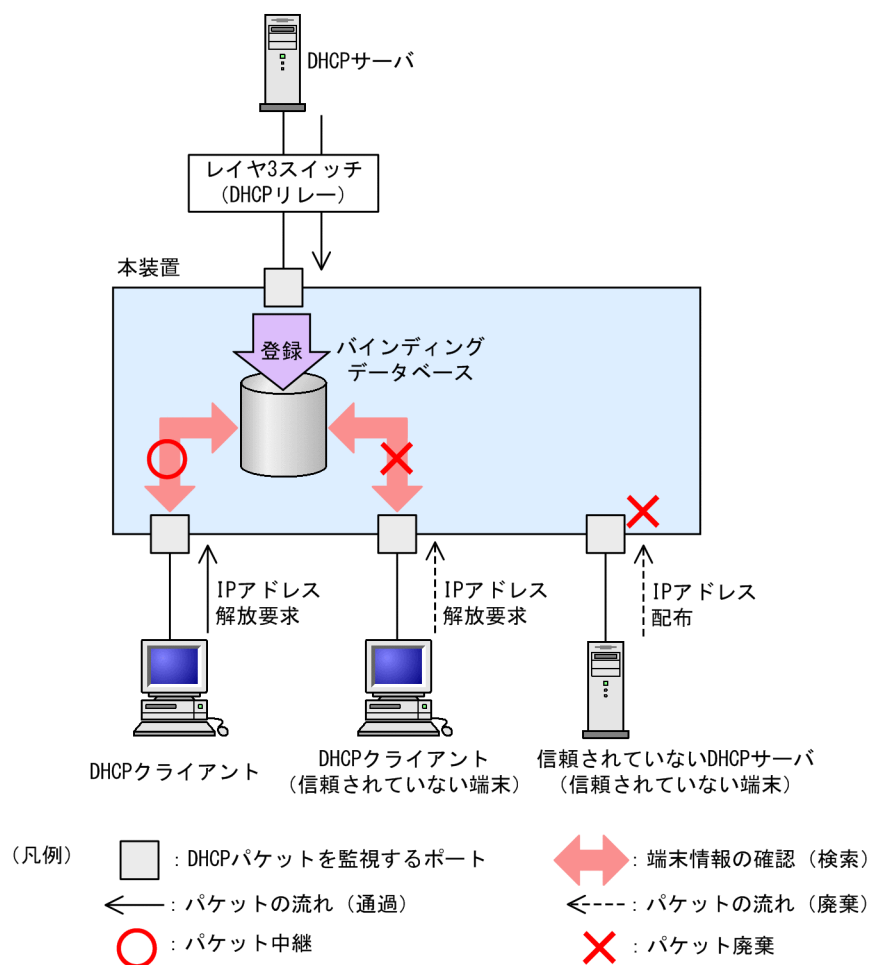 DHCPサーバ
レイヤ3スイッチ
(DHCPリレー)
本装置
登録
バインディング
データベース
IPアドレス
解放要求
IPアドレス
解放要求
IPアドレス
配布
DHCPクライアント
DHCPクライアント
(信頼されていない端末)
信頼されていないDHCPサーバ
(信頼されていない端末)
(凡例)
:DHCPパケットを監視するポート
:端末情報の確認(検索)
:パケットの流れ(通過)
:パケットの流れ(廃棄)
:パケット中継
:パケット廃棄